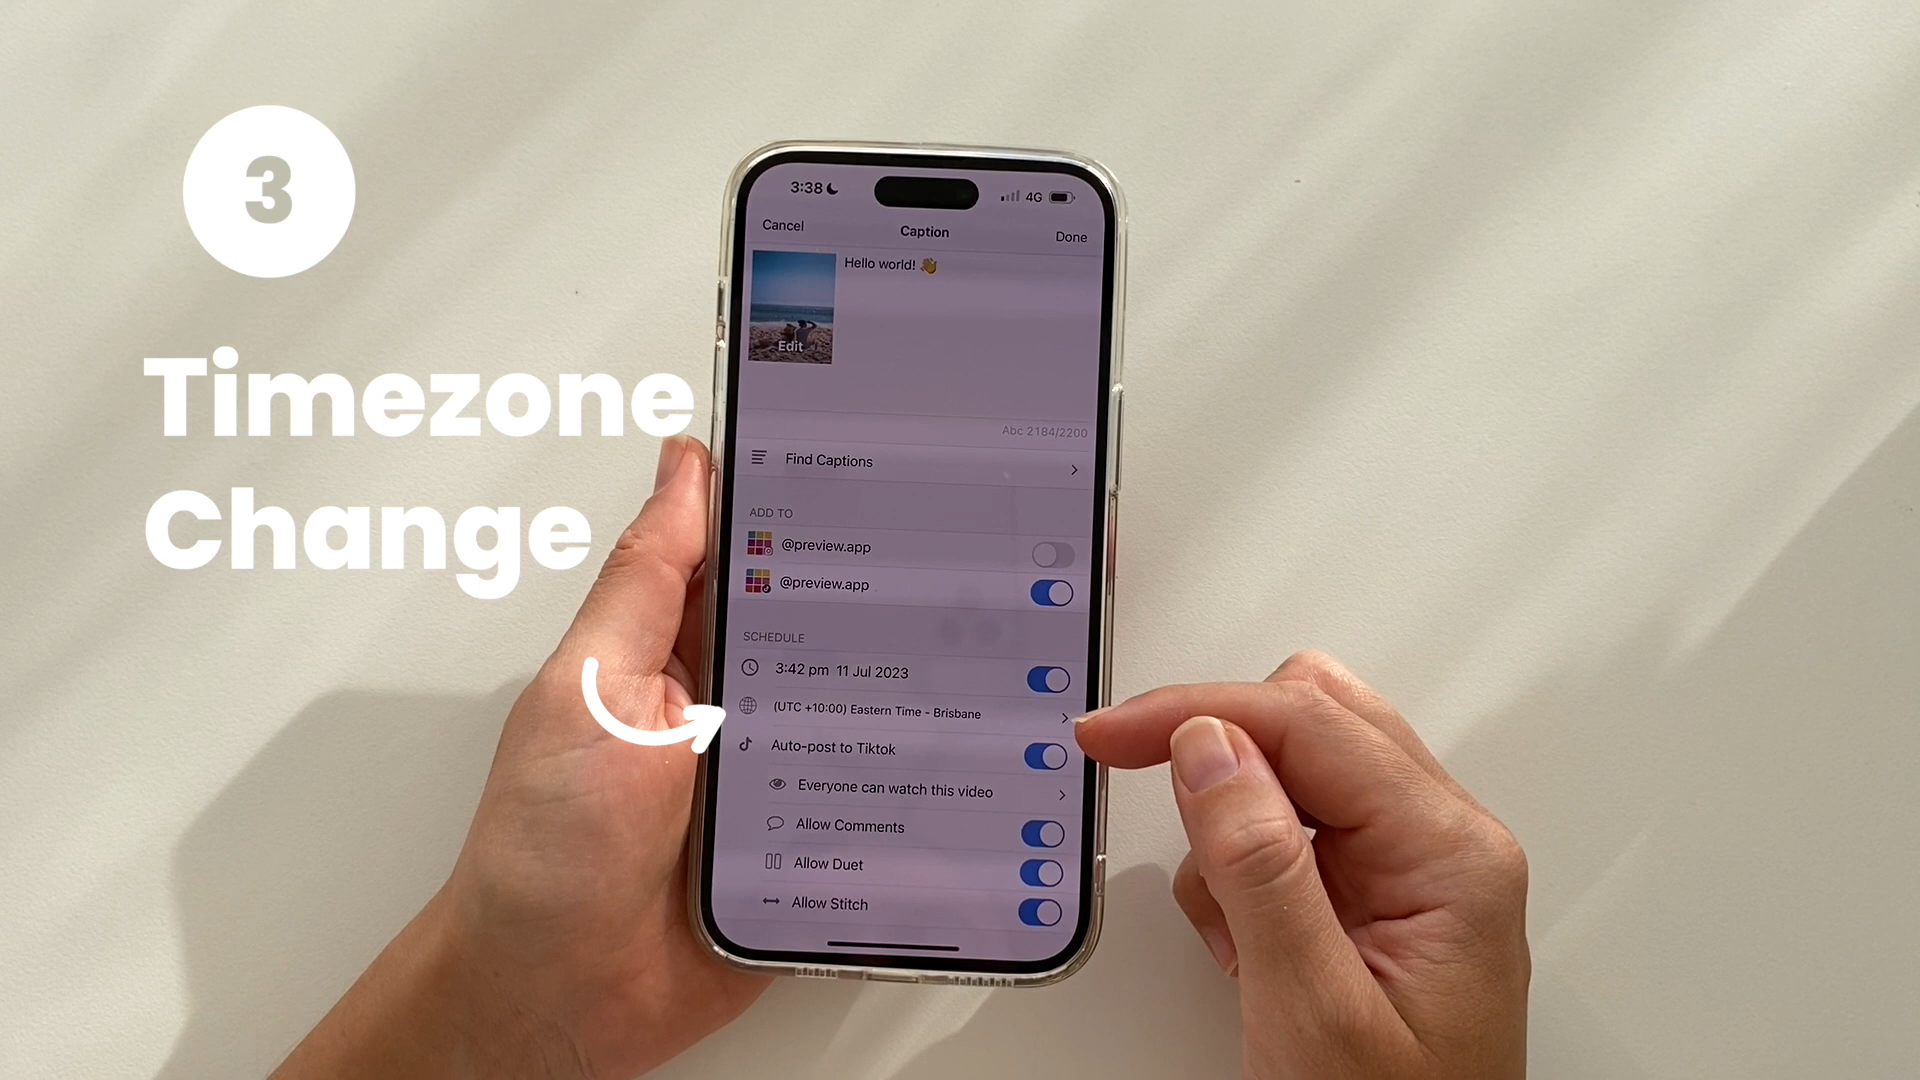 3
Timezone
Change
3:38
4G
Cancel
Caption
Done
Hello world! 👋
Edit
Abc 2184/2200
Find Captions
ADD TO
@preview.app
@preview.app
SCHEDULE
3:42 pm 11 Jul 2023
(UTC +10:00) Eastern Time - Brisbane
Auto-post to Tiktok
Everyone can watch this video
Allow Comments
Allow Duet
Allow Stitch